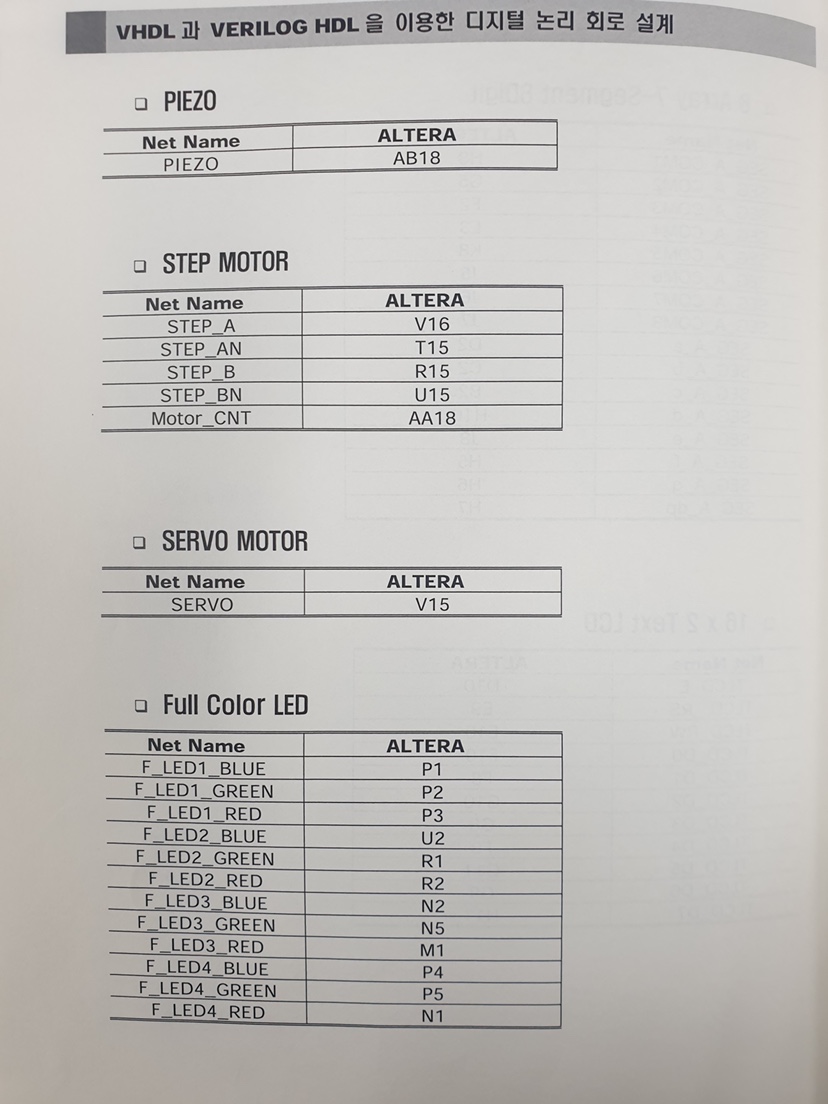 VHDL 과 VERILOG HDL 을 이용한 디지털 논리 회로 설계
❑ PIEZO
Net Name ALTERA
PIEZO AB18
❑ STEP MOTOR
Net Name ALTERA
STEP_A V16
STEP_AN T15
STEP_B R15
STEP_BN U15
Motor_CNT AA18
❑ SERVO MOTOR
Net Name ALTERA
SERVO V15
❑ Full Color LED
Net Name ALTERA
F_LED1_BLUE P1
F_LED1_GREEN P2
F_LED1_RED P3
F_LED2_BLUE U2
F_LED2_GREEN R1
F_LED2_RED R2
F_LED3_BLUE N2
F_LED3_GREEN N5
F_LED3_RED M1
F_LED4_BLUE P4
F_LED4_GREEN P5
F_LED4_RED N1